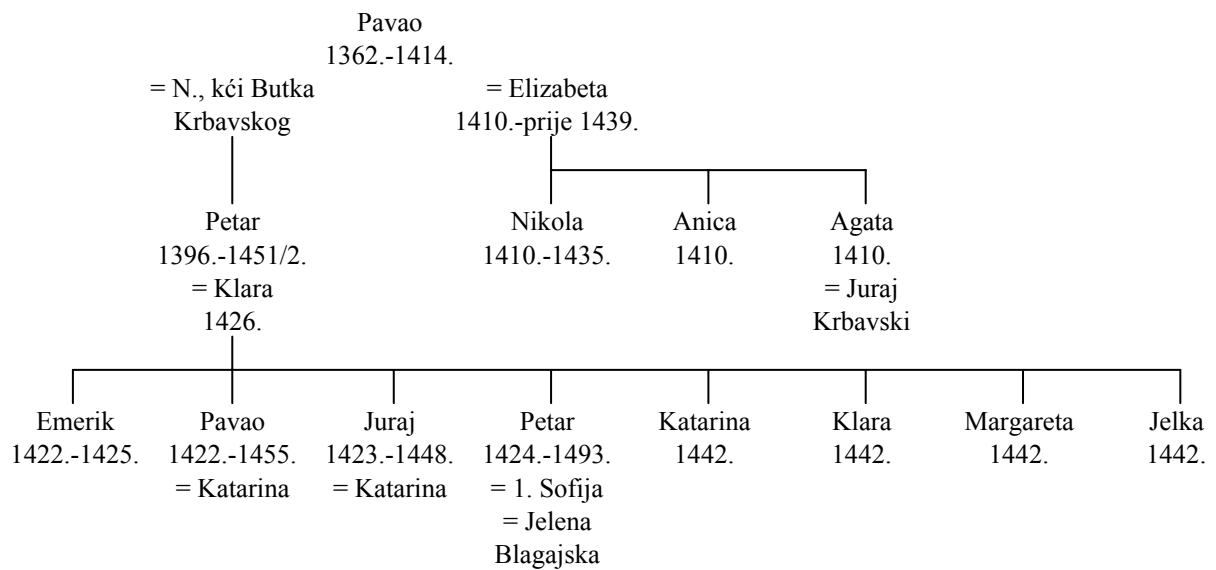 Pavao
1362.-1414.
= N., kći Butka
Krbavskog
= Elizabeta
1410.-prije 1439.
Petar
1396.-1451/2.
= Klara
1426.
Nikola
1410.-1435.
Anica
1410.
Agata
1410.
= Juraj
Krbavski
Emerik
1422.-1425.
Pavao
1422.-1455.
= Katarina
Juraj
1423.-1448.
= Katarina
Petar
1424.-1493.
= 1. Sofija
= Jelena
Blagajska
Katarina
1442.
Klara
1442.
Margareta
1442.
Jelka
1442.